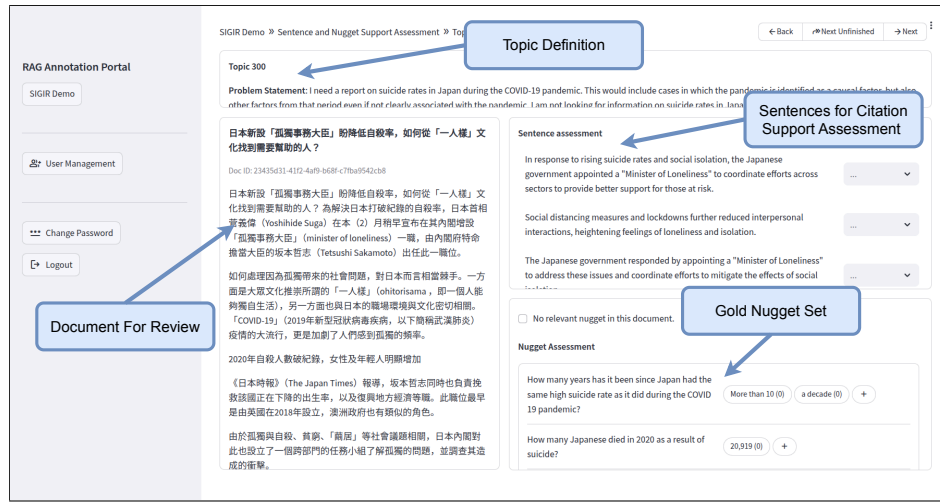 SIGIR Demo » Sentence and Nugget Support Assessment » Top
← Back
Next Unfinished
→ Next
Topic Definition
RAG Annotation Portal
SIGIR Demo
User Management
Change Password
Logout
Topic 300
Problem Statement: I need a report on suicide rates in Japan during the COVID-19 pandemic. This would include cases in which the pandemic is identified as a causal factor, but also
other factors from that period even if not clearly associated with the pandemic. I am not looking for information on suicide rates in Japa
Sentences for Citation
Support Assessment
日本新設「孤獨事務大臣」盼降低自殺率，如何從「一人樣」文
化找到需要幫助的人？
Doc ID: 23435d31-41f2-4af9-b68f-c7fba9542cb8
日本新設「孤獨事務大臣」盼降低自殺率，如何從「一人樣」文
化找到需要幫助的人？ 為解決日本打破紀錄的自殺率，日本首相
菅義偉（Yoshihide Suga）在本（2）月稍早宣布在其內閣增設
「孤獨事務大臣」（minister of loneliness）一職，由內閣府特命
擔當大臣的坂本哲志（Tetsushi Sakamoto）出任此一職位。
如何處理因為孤獨帶來的社會問題，對日本而言相當棘手。一方
面是大眾文化推崇所謂的「一人樣」（ohitorisama，即一個人能
夠獨自生活），另一方面也與日本的職場環境與文化密切相關。
「COVID-19」（2019年新型冠狀病毒疾病，以下簡稱武漢肺炎）
疫情的大流行，更是加劇了人們感到孤獨的頻率。
2020年自殺人數破紀錄，女性及年輕人明顯增加
《日本時報》（The Japan Times）報導，坂本哲志同時也負責挽
救該國正在下降的出生率，以及復興地方經濟等職。此職位最早
是由英國在2018年設立，澳洲政府也有類似的角色。
由於孤獨與自殺、貧窮、「繭居」等社會議題相關，日本內閣對
此也設立了一個跨部門的任務小組了解孤獨的問題，並調查其造
成的衝擊。
Document For Review
Sentence assessment
In response to rising suicide rates and social isolation, the Japanese
government appointed a "Minister of Loneliness" to coordinate efforts across
sectors to provide better support for those at risk.
...
Social distancing measures and lockdowns further reduced interpersonal
interactions, heightening feelings of loneliness and isolation.
...
The Japanese government responded by appointing a "Minister of Loneliness"
to address these issues and coordinate efforts to mitigate the effects of social
isolation
...
Gold Nugget Set
No relevant nugget in this document.
Nugget Assessment
How many years has it been since Japan had the
same high suicide rate as it did during the COVID
19 pandemic?
More than 10 (0)
a decade (0)
+
How many Japanese died in 2020 as a result of
suicide?
20,919 (0)
+